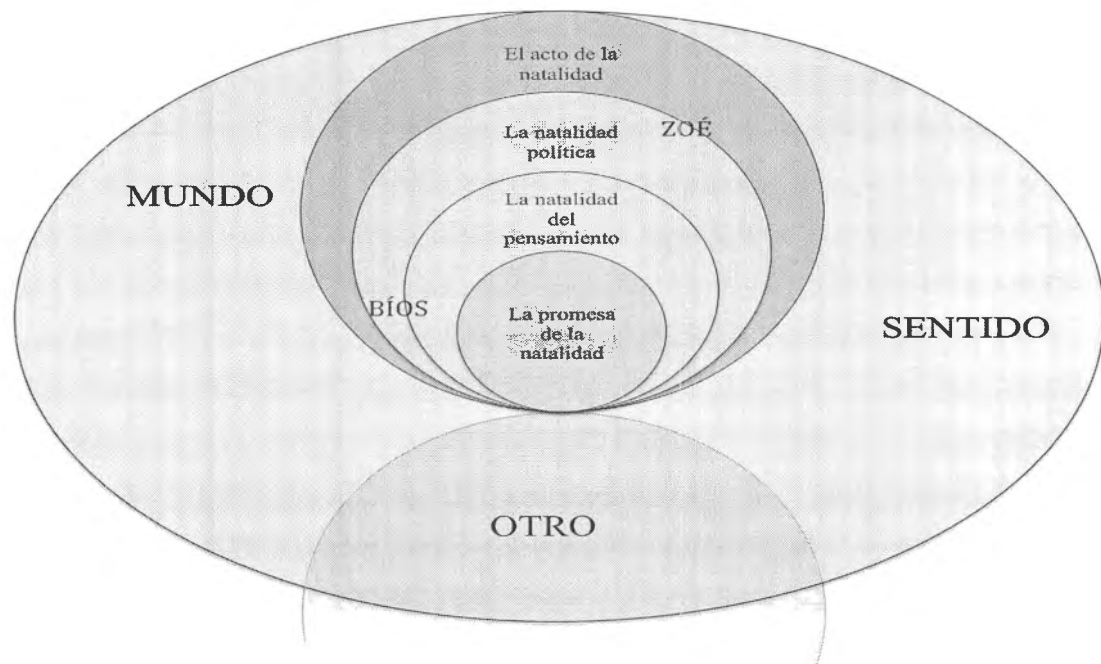 El acto de la
natalidad
ZOÉ
La natalidad
política
MUNDO
La natalidad
del
pensamiento
BÍOS
La promesa
de la
natalidad
SENTIDO
OTRO